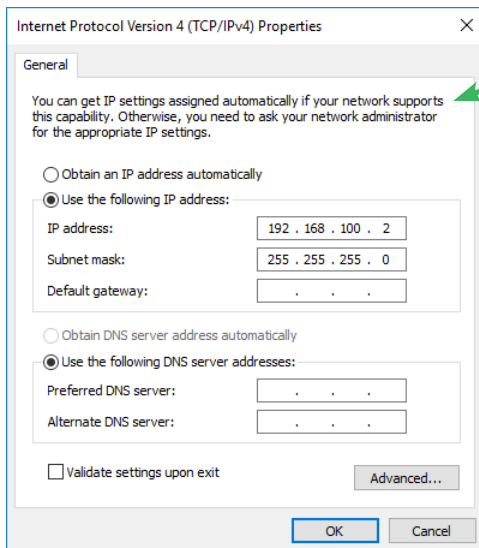 Internet Protocol Version 4 (TCP/IPv4) Properties
General
You can get IP settings assigned automatically if your network supports
this capability. Otherwise, you need to ask your network administrator
for the appropriate IP settings.
Obtain an IP address automatically
Use the following IP address:
IP address: 192 . 168 . 100 . 2
Subnet mask: 255 . 255 . 255 . 0
Default gateway: . . .
Obtain DNS server address automatically
Use the following DNS server addresses:
Preferred DNS server: . . .
Alternate DNS server: . . .
Validate settings upon exit
Advanced...
OK Cancel